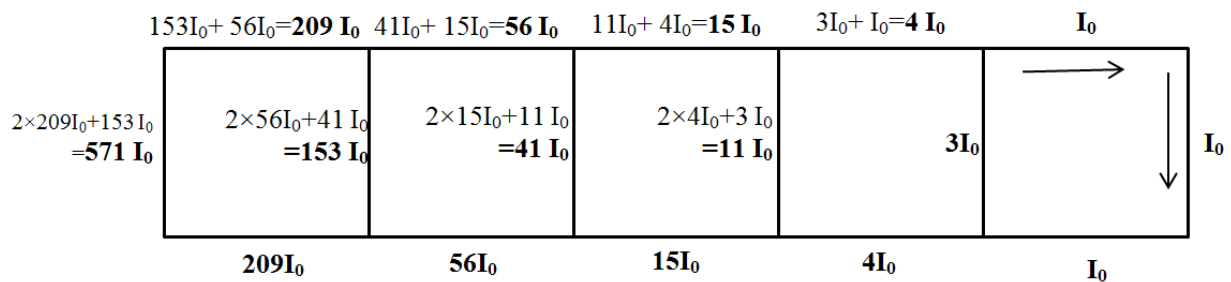 153I₀+ 56I₀=209 I₀ 41I₀+ 15I₀=56 I₀ 11I₀+ 4I₀=15 I₀ 3I₀+ I₀=4 I₀ I₀
2×209I₀+153 I₀
=571 I₀
2×56I₀+41 I₀
=153 I₀
2×15I₀+11 I₀
=41 I₀
2×4I₀+3 I₀
=11 I₀
3I₀
I₀
209I₀ 56I₀ 15I₀ 4I₀ I₀